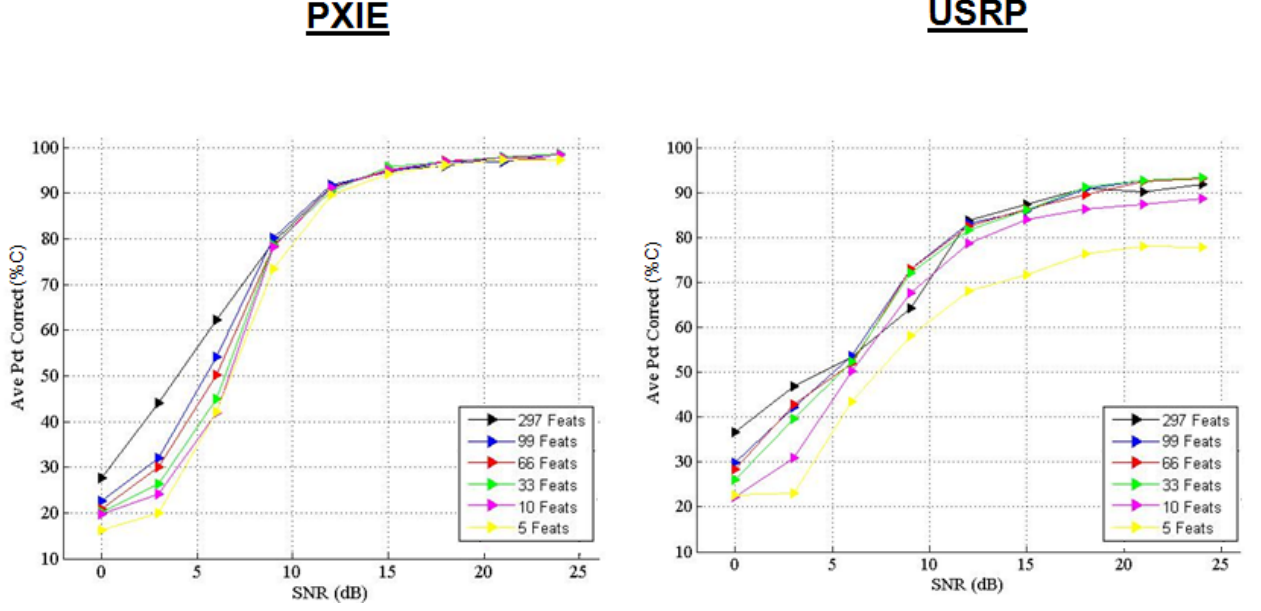 PXIE
USRP
100
90
80
70
60
50
40
30
20
10
Ave Pct Correct (%C)
0
5
10
15
20
25
SNR (dB)
297 Feats
99 Feats
66 Feats
33 Feats
10 Feats
5 Feats
100
90
80
70
60
50
40
30
20
10
Ave Pct Correct (%C)
0
5
10
15
20
25
SNR (dB)
297 Feats
99 Feats
66 Feats
33 Feats
10 Feats
5 Feats